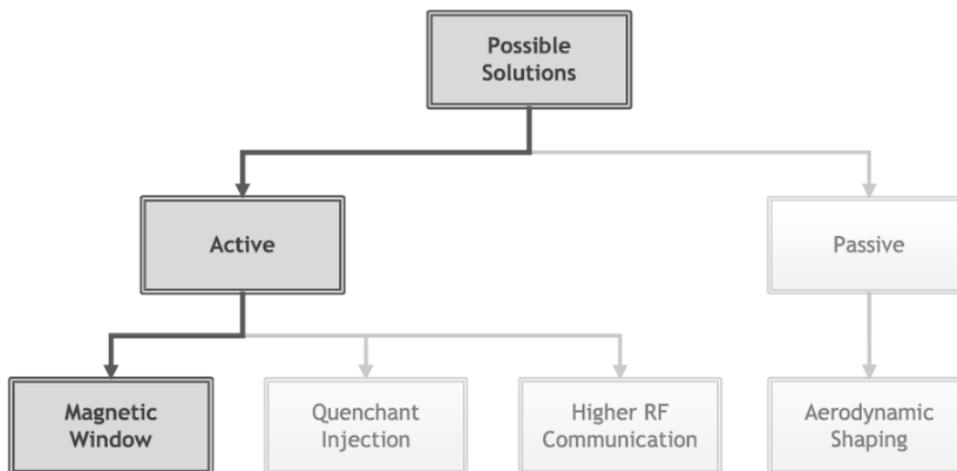 Possible
Solutions
Active
Passive
Magnetic
Window
Quenchant
Injection
Higher RF
Communication
Aerodynamic
Shaping